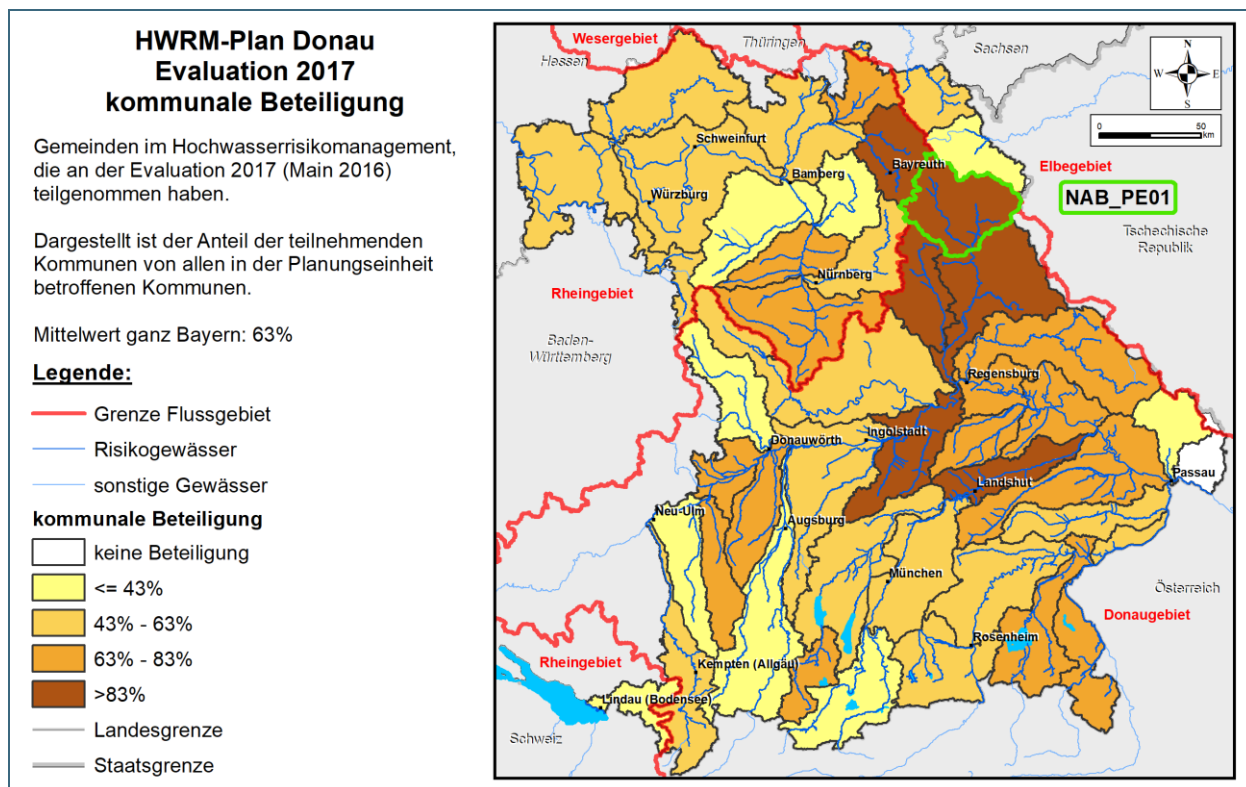 HWRM-Plan Donau
Evaluation 2017
kommunale Beteiligung
Gemeinden im Hochwasserrisikomanagement,
die an der Evaluation 2017 (Main 2016)
teilgenommen haben.
Dargestellt ist der Anteil der teilnehmenden
Kommunen von allen in der Planungseinheit
betroffenen Kommunen.
Mittelwert ganz Bayern: 63%
Legende:
Grenze Flussgebiet
Risikogewässer
sonstige Gewässer
kommunale Beteiligung
keine Beteiligung
<= 43%
43% - 63%
63% - 83%
>83%
Landesgrenze
Staatsgrenze
Wesergebiet
Thüringen
Sachsen
Hessen
N
W E
S
0 50
km
Schweinfurt
Bayreuth
Elbegebiet
Bamberg
Würzburg
NAB_PE01
Tschechische
Republik
Nürnberg
Rheingebiet
Baden-
Württemberg
Regensburg
Ingolstadt
Donauwörth
Passau
Landshut
Neu-Ulm
Augsburg
München
Österreich
Donaugebiet
Rosenheim
Rheingebiet
Kempten (Allgäu)
Lindau (Bodensee)
Schweiz